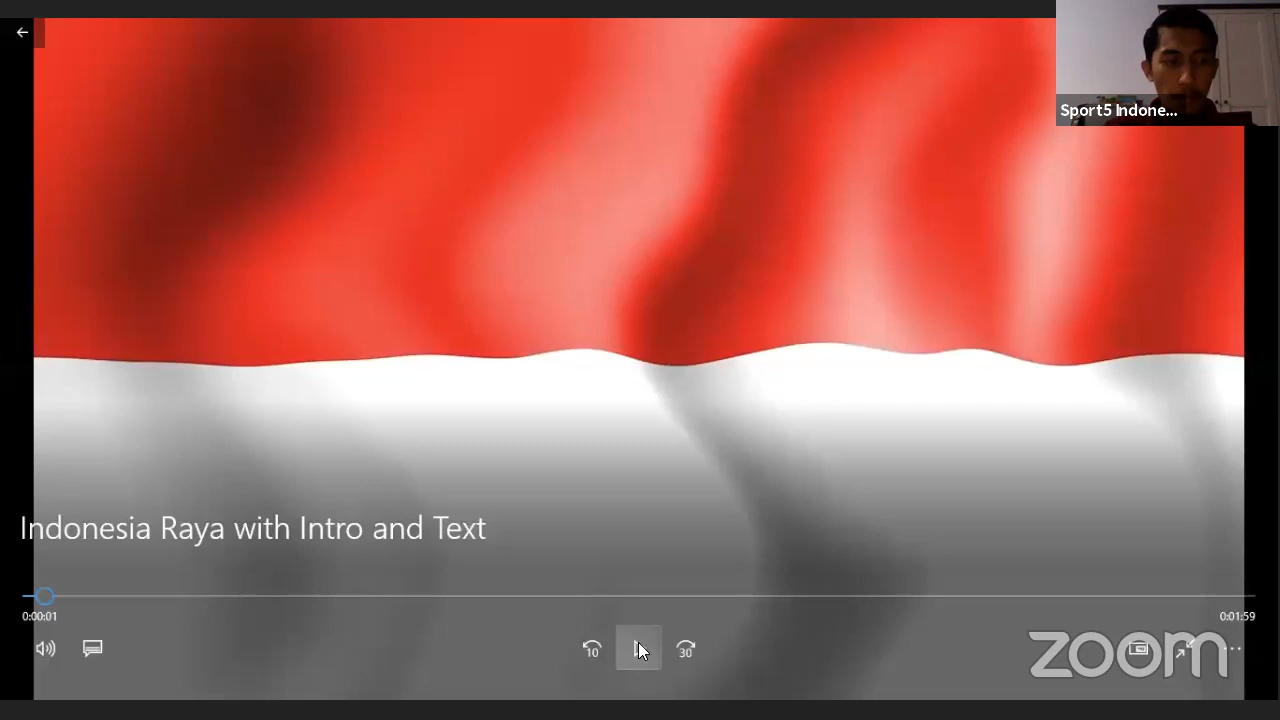 Sport5 Indone...
Indonesia Raya with Intro and Text
0:00:01
0:01:59
10
30
zoom